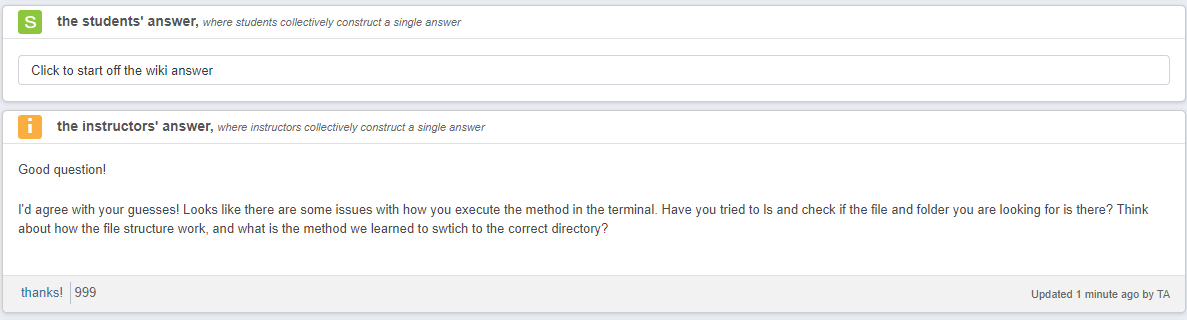 S the students' answer, where students collectively construct a single answer
Click to start off the wiki answer
i the instructors' answer, where instructors collectively construct a single answer
Good question!
I'd agree with your guesses! Looks like there are some issues with how you execute the method in the terminal. Have you tried to ls and check if the file and folder you are looking for is there? Think
about how the file structure work, and what is the method we learned to swtich to the correct directory?
thanks! 999
Updated 1 minute ago by TA